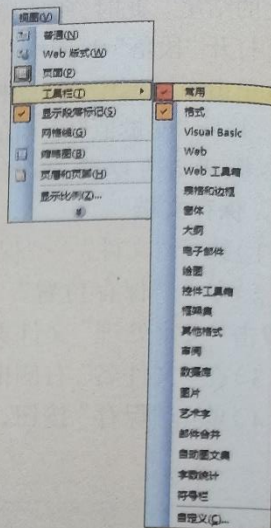 视图(V)
普通(N)
Web 版式(W)
页面(P)
工具栏(T)
显示段落标记(S)
网格线(G)
缩略图(B)
页眉和页脚(H)
显示比例(Z)...
常用
格式
Visual Basic
Web
Web 工具箱
表格和边框
窗体
大纲
电子邮件
绘图
控件工具箱
框架集
其他格式
审阅
数据库
图片
艺术字
邮件合并
自动图文集
字数统计
符号栏
自定义(C)...